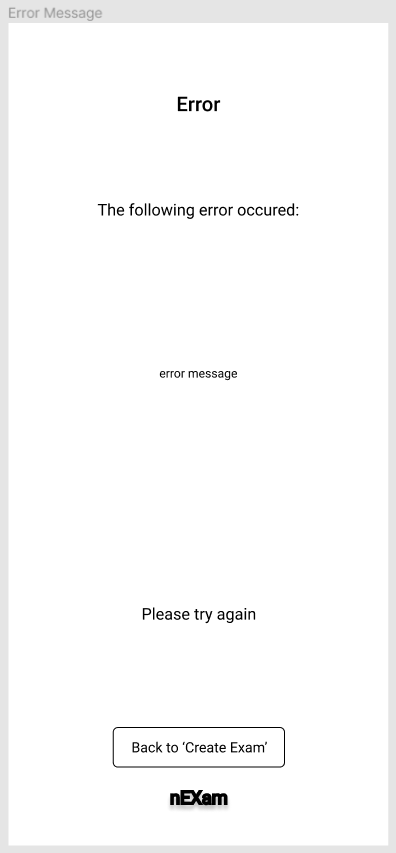 Error Message
Error
The following error occured:
error message
Please try again
Back to ‘Create Exam’
nEXam